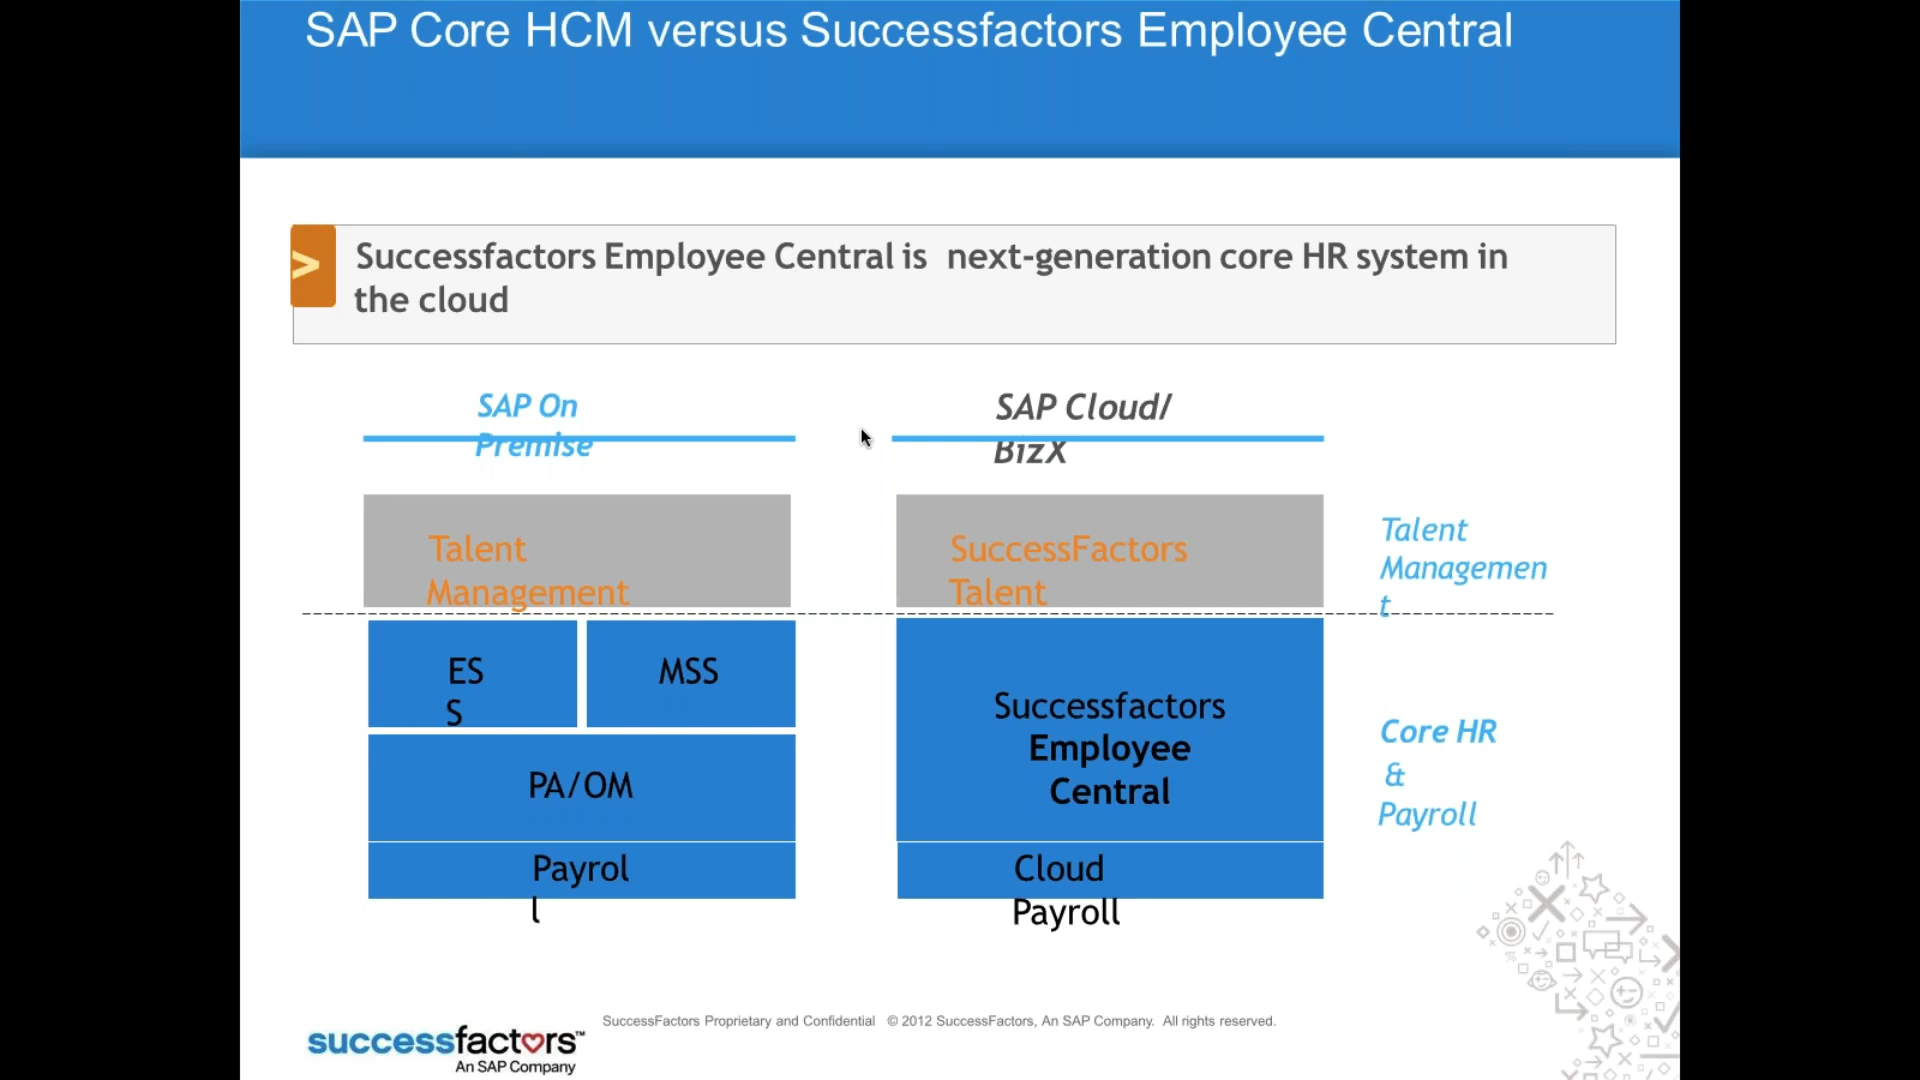 SAP Core HCM versus Successfactors Employee Central
>
Successfactors Employee Central is next-generation core HR system in
the cloud
SAP On
Premise
SAP Cloud/
BizX
Talent
Management
SuccessFactors
Talent
Talent
Managemen
t
ES
S
MSS
PA/OM
Payrol
l
Successfactors
Employee
Central
Cloud
Payroll
Core HR
&
Payroll
SuccessFactors Proprietary and Confidential © 2012 SuccessFactors, An SAP Company. All rights reserved.
successfactors™
An SAP Company